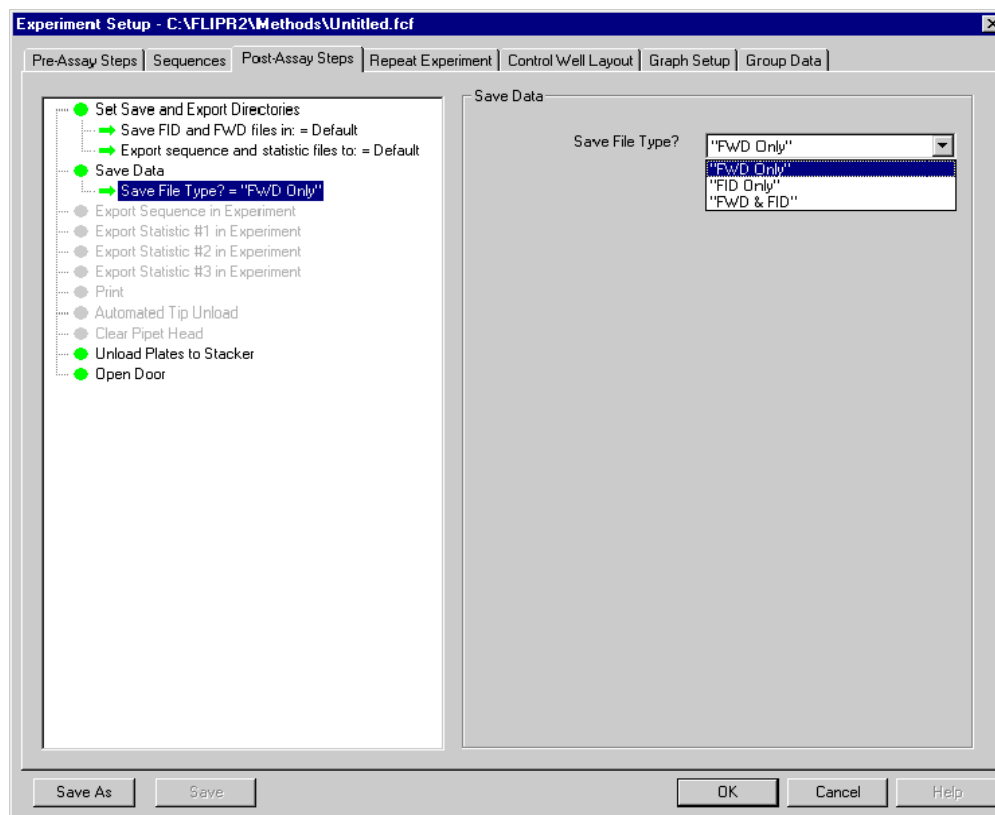 Experiment Setup - C:\FLIPR2\Methods\Untitled.fcf
Pre-Assay Steps Sequences Post-Assay Steps Repeat Experiment Control Well Layout Graph Setup Group Data
Set Save and Export Directories
Save FID and FWD files in: = Default
Export sequence and statistic files to: = Default
Save Data
Save File Type? = "FWD Only"
Export Sequence in Experiment
Export Statistic #1 in Experiment
Export Statistic #2 in Experiment
Export Statistic #3 in Experiment
Print
Automated Tip Unload
Clear Pipet Head
Unload Plates to Stacker
Open Door
Save Data
Save File Type? "FWD Only"
"FWD Only"
"FID Only"
"FWD & FID"
Save As Save OK Cancel Help